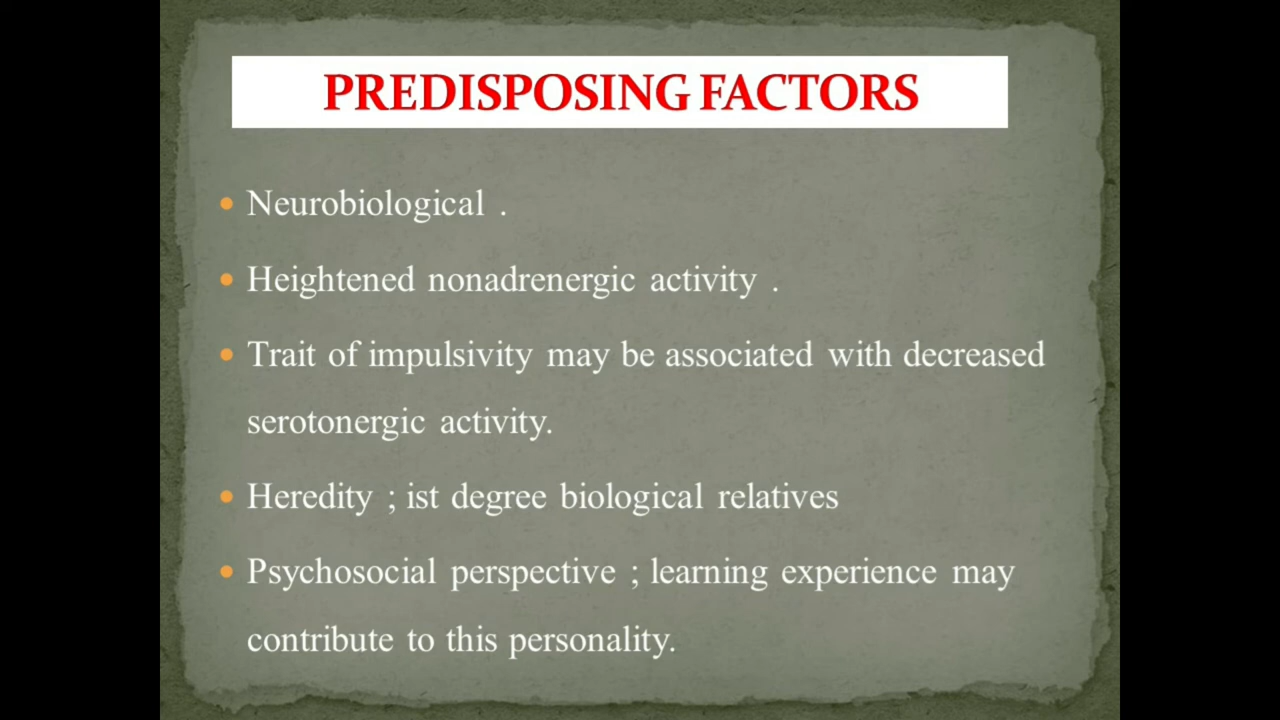 PREDISPOSING FACTORS
• Neurobiological .
• Heightened nonadrenergic activity .
• Trait of impulsivity may be associated with decreased
serotonergic activity.
• Heredity ; ist degree biological relatives
• Psychosocial perspective ; learning experience may
contribute to this personality.